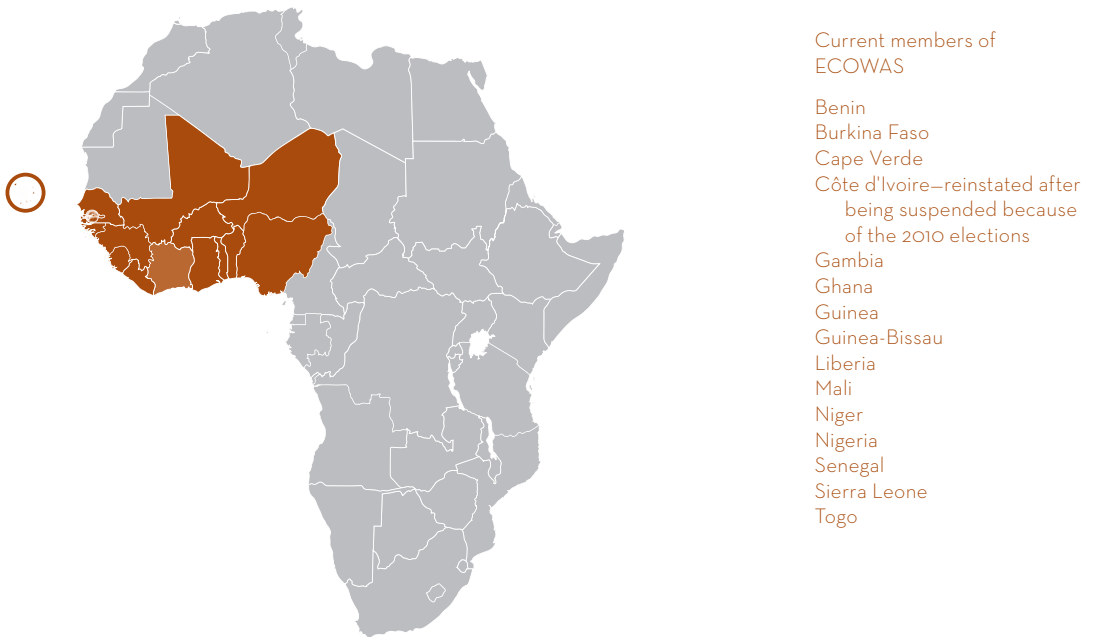 Current members of
ECOWAS
Benin
Burkina Faso
Cape Verde
Côte d'Ivoire—reinstated after
being suspended because
of the 2010 elections
Gambia
Ghana
Guinea
Guinea-Bissau
Liberia
Mali
Niger
Nigeria
Senegal
Sierra Leone
Togo